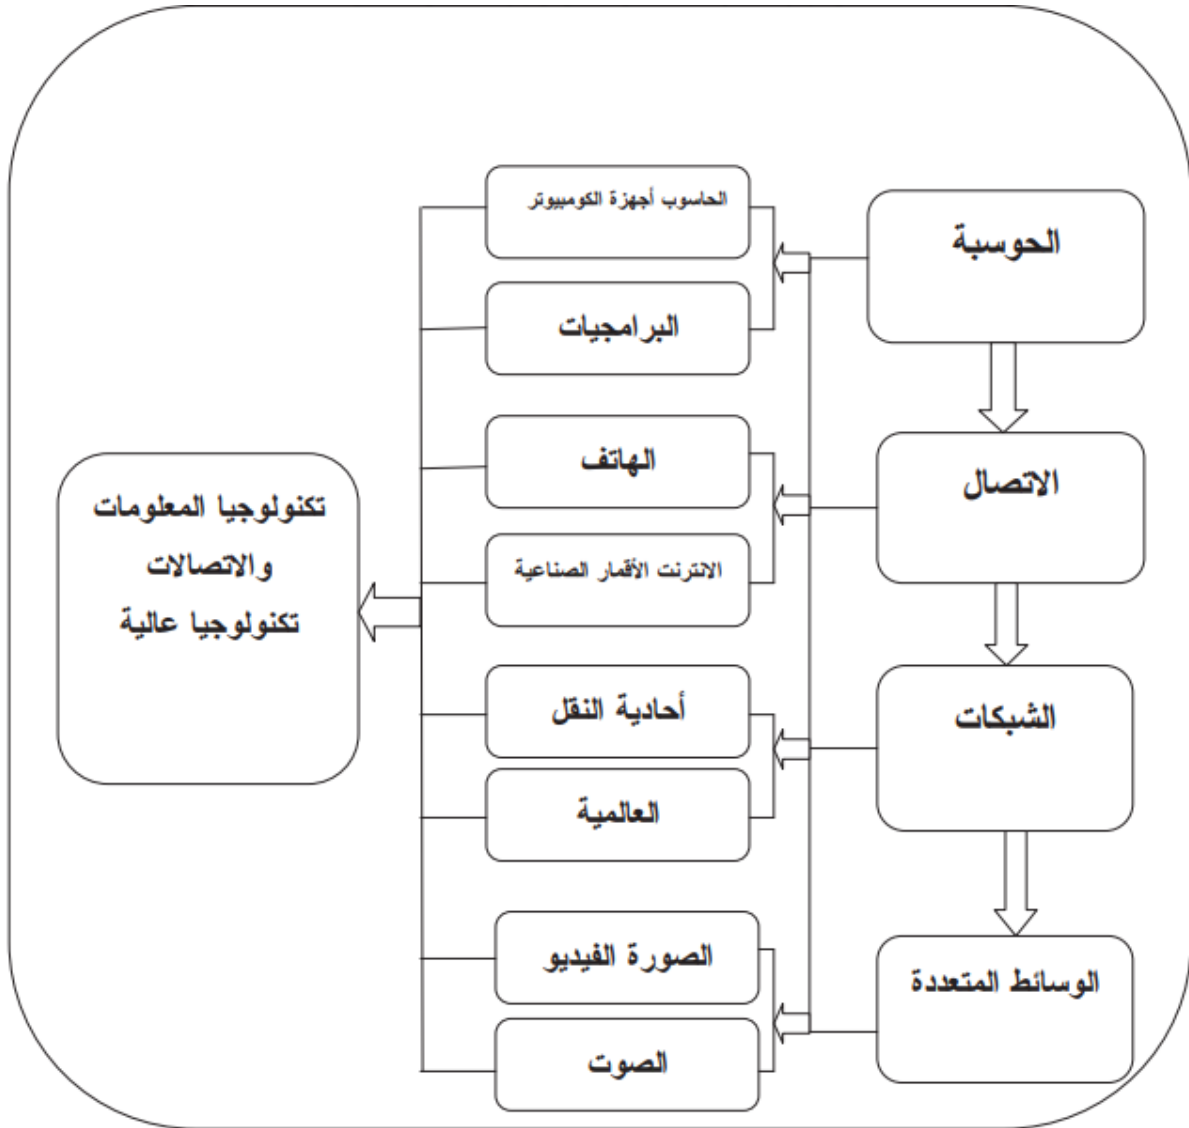 الحوسبة
الحاسوب أجهزة الكومبيوتر
البرامجيات
الاتصال
الهاتف
الانترنت الأقمار الصناعية
الشبكات
أحادية النقل
العالمية
الوسائط المتعددة
الصورة الفيديو
الصوت
تكنولوجيا المعلومات
والاتصالات
تكنولوجيا عالية